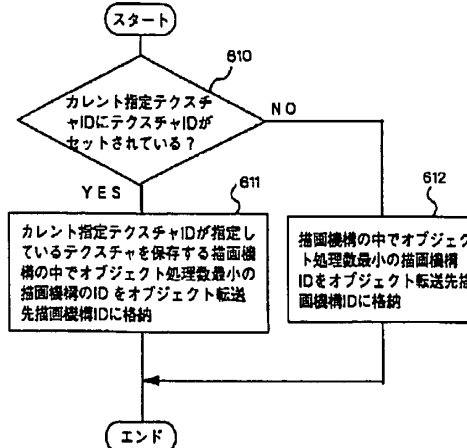 スタート
610
カレント指定テクスチ
ャIDにテクスチャIDが
セットされている？
NO
YES
611
カレント指定テクスチャIDが指定し
ているテクスチャを保存する描画機
構の中でオブジェクト処理数最小の
描画機構のID をオブジェクト転送
先描画機構IDに格納
612
描画機構の中でオブジェク
ト処理数最小の描画機構
IDをオブジェクト転送先描
画機構IDに格納
エンド